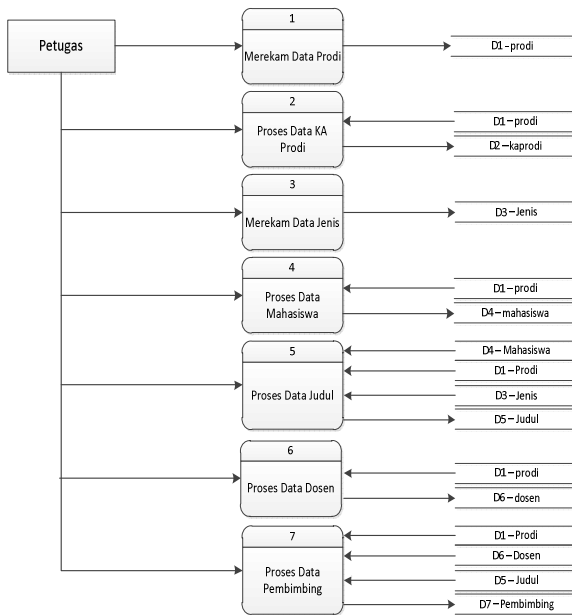 Petugas
1
Merekam Data Prodi
D1-prodi
2
Proses Data KA
Prodi
D1-prodi
D2-kaprodi
3
Merekam Data Jenis
D3-Jenis
4
Proses Data
Mahasiswa
D1-prodi
D4-mahasiswa
5
Proses Data Judul
D4-Mahasiswa
D1-Prodi
D3-Jenis
D5-Judul
6
Proses Data Dosen
D1-prodi
D6-dosen
7
Proses Data
Pembimbing
D1-Prodi
D6-Dosen
D5-Judul
D7-Pembimbing